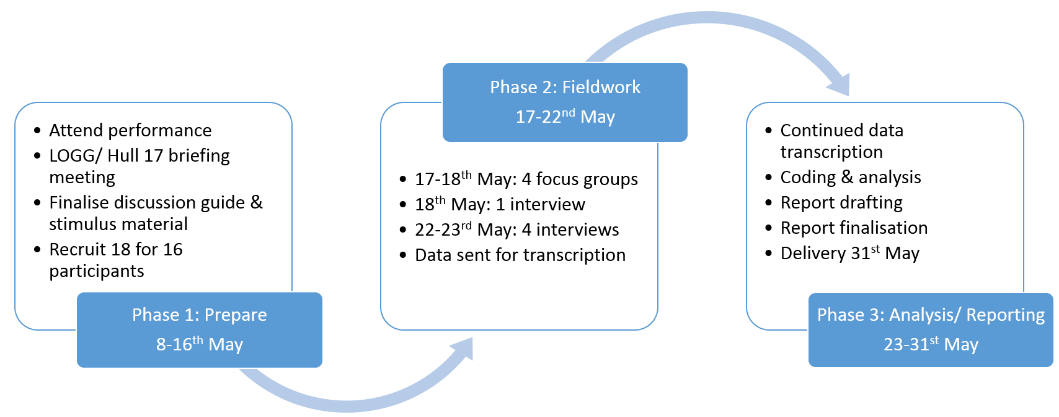 • Attend performance
• LOGG/ Hull 17 briefing
meeting
• Finalise discussion guide &
stimulus material
• Recruit 18 for 16
participants
Phase 1: Prepare
8-16th May
Phase 2: Fieldwork
17-22nd May
• 17-18th May: 4 focus groups
• 18th May: 1 interview
• 22-23rd May: 4 interviews
• Data sent for transcription
• Continued data
transcription
• Coding & analysis
• Report drafting
• Report finalisation
• Delivery 31st May
Phase 3: Analysis/ Reporting
23-31st May